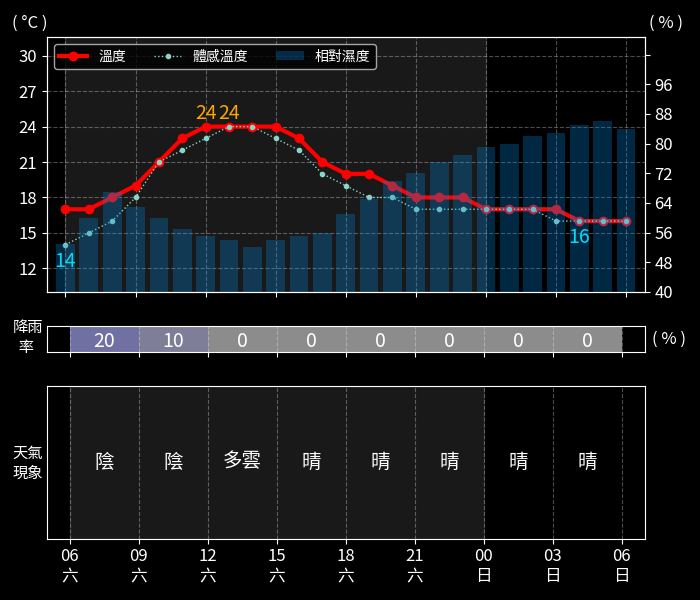 ( °C )
( % )
溫度 體感溫度 相對濕度
30
27
24
21
18
15
12
96
88
80
72
64
56
48
40
24 24
14
16
降雨
率
20 10 0 0 0 0 0 0
( % )
天氣
現象
陰 陰 多雲 晴 晴 晴 晴 晴
06 09 12 15 18 21 00 03 06
六 六 六 六 六 六 日 日 日